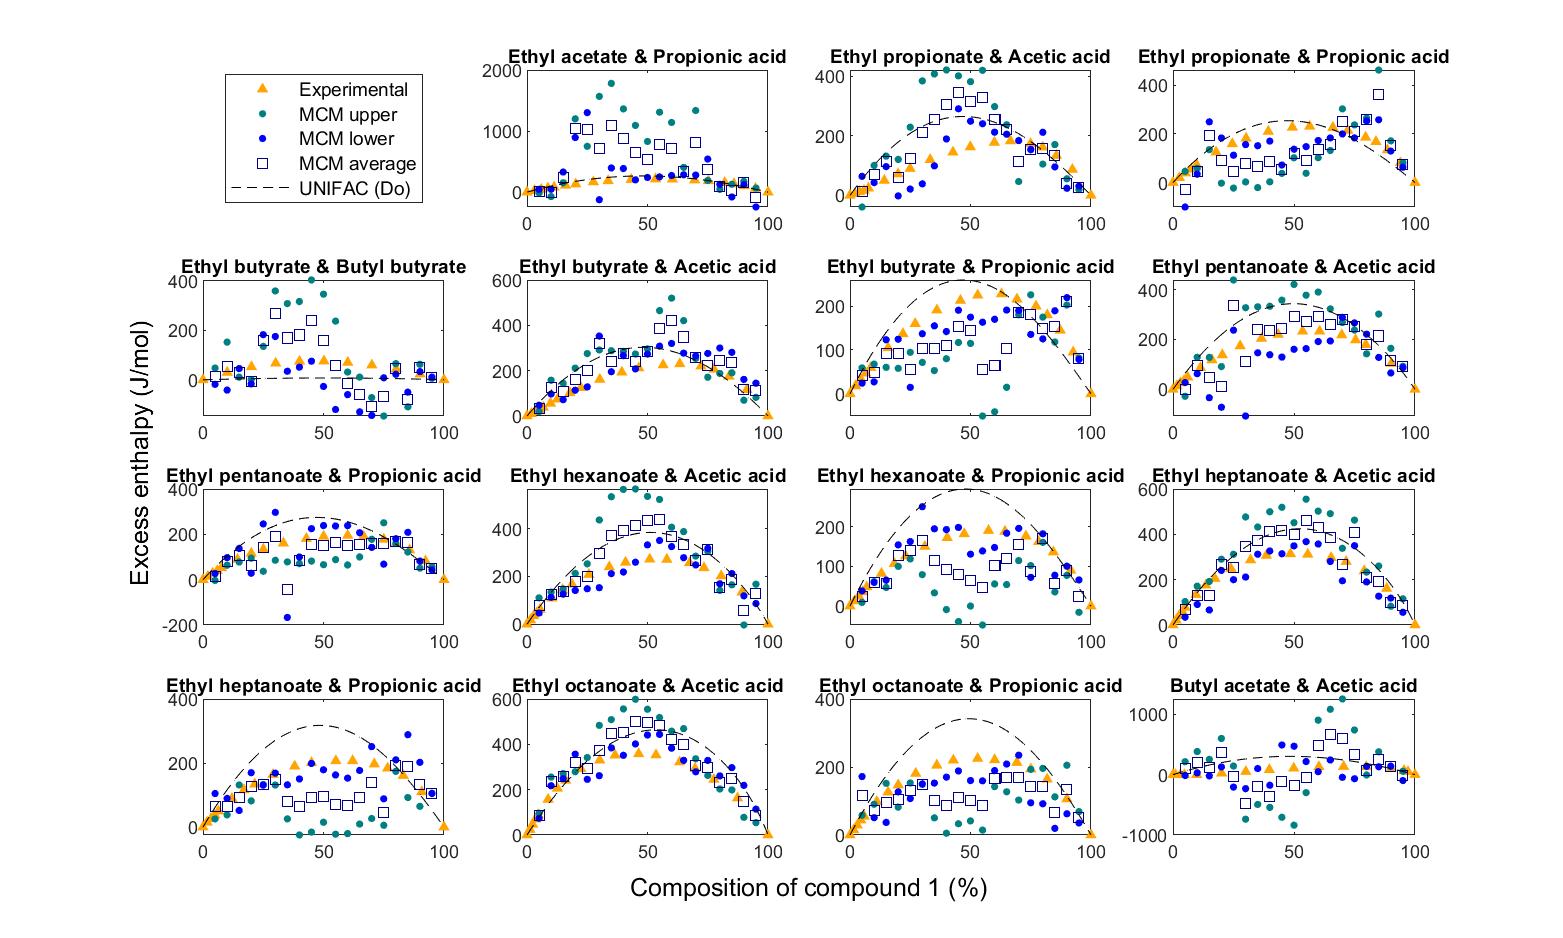 Experimental
MCM upper
MCM lower
MCM average
UNIFAC (Do)
Ethyl acetate & Propionic acid
2000
1000
0
0 50 100
Ethyl propionate & Acetic acid
400
200
0
0 50 100
Ethyl propionate & Propionic acid
400
200
0
0 50 100
Ethyl butyrate & Butyl butyrate
400
200
0
0 50 100
Ethyl butyrate & Acetic acid
600
400
200
0
0 50 100
Ethyl butyrate & Propionic acid
200
100
0
0 50 100
Ethyl pentanoate & Acetic acid
400
200
0
0 50 100
Ethyl pentanoate & Propionic acid
400
200
0
-200
0 50 100
Ethyl hexanoate & Acetic acid
400
200
0
0 50 100
Ethyl hexanoate & Propionic acid
200
100
0
0 50 100
Ethyl heptanoate & Acetic acid
600
400
200
0
0 50 100
Ethyl heptanoate & Propionic acid
400
200
0
0 50 100
Ethyl octanoate & Acetic acid
600
400
200
0
0 50 100
Ethyl octanoate & Propionic acid
400
200
0
0 50 100
Butyl acetate & Acetic acid
1000
0
-1000
0 50 100
Excess enthalpy (J/mol)
Composition of compound 1 (%)